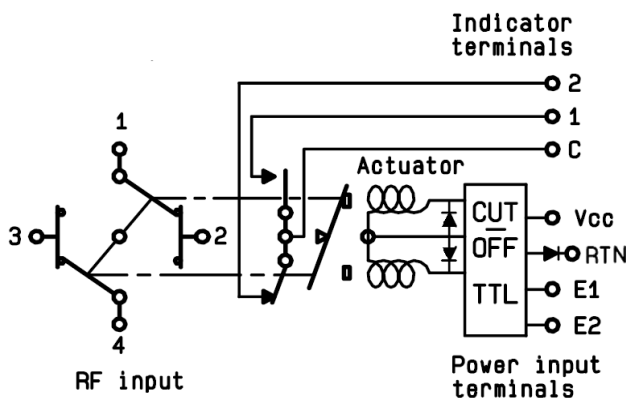 Indicator
terminals
2
1
C
1
Actuator
3
2
CUT
OFF
TTL
Vcc
RTN
E1
E2
4
RF input
Power input
terminals